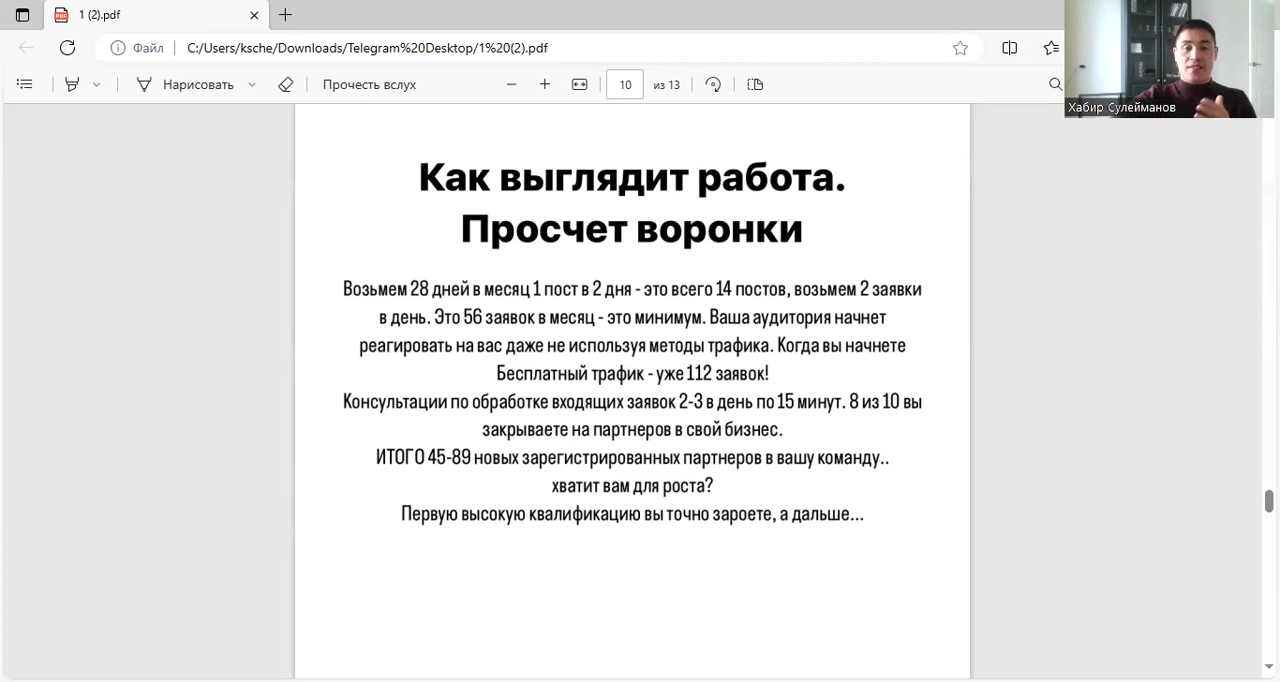 1 (2).pdf
Файл
C:/Users/ksche/Downloads/Telegram%20Desktop/1%20(2).pdf
Нарисовать
Прочесть вслух
10
из 13
Хабир Сулейманов
Как выглядит работа.
Просчет воронки
Возьмем 28 дней в месяц 1 пост в 2 дня - это всего 14 постов, возьмем 2 заявки
в день. Это 56 заявок в месяц - это минимум. Ваша аудитория начнет
реагировать на вас даже не используя методы трафика. Когда вы начнете
Бесплатный трафик - уже 112 заявок!
Консультации по обработке входящих заявок 2-3 в день по 15 минут. 8 из 10 вы
закрываете на партнеров в свой бизнес.
ИТОГО 45-89 новых зарегистрированных партнеров в вашу команду..
хватит вам для роста?
Первую высокую квалификацию вы точно зароете, а дальше...